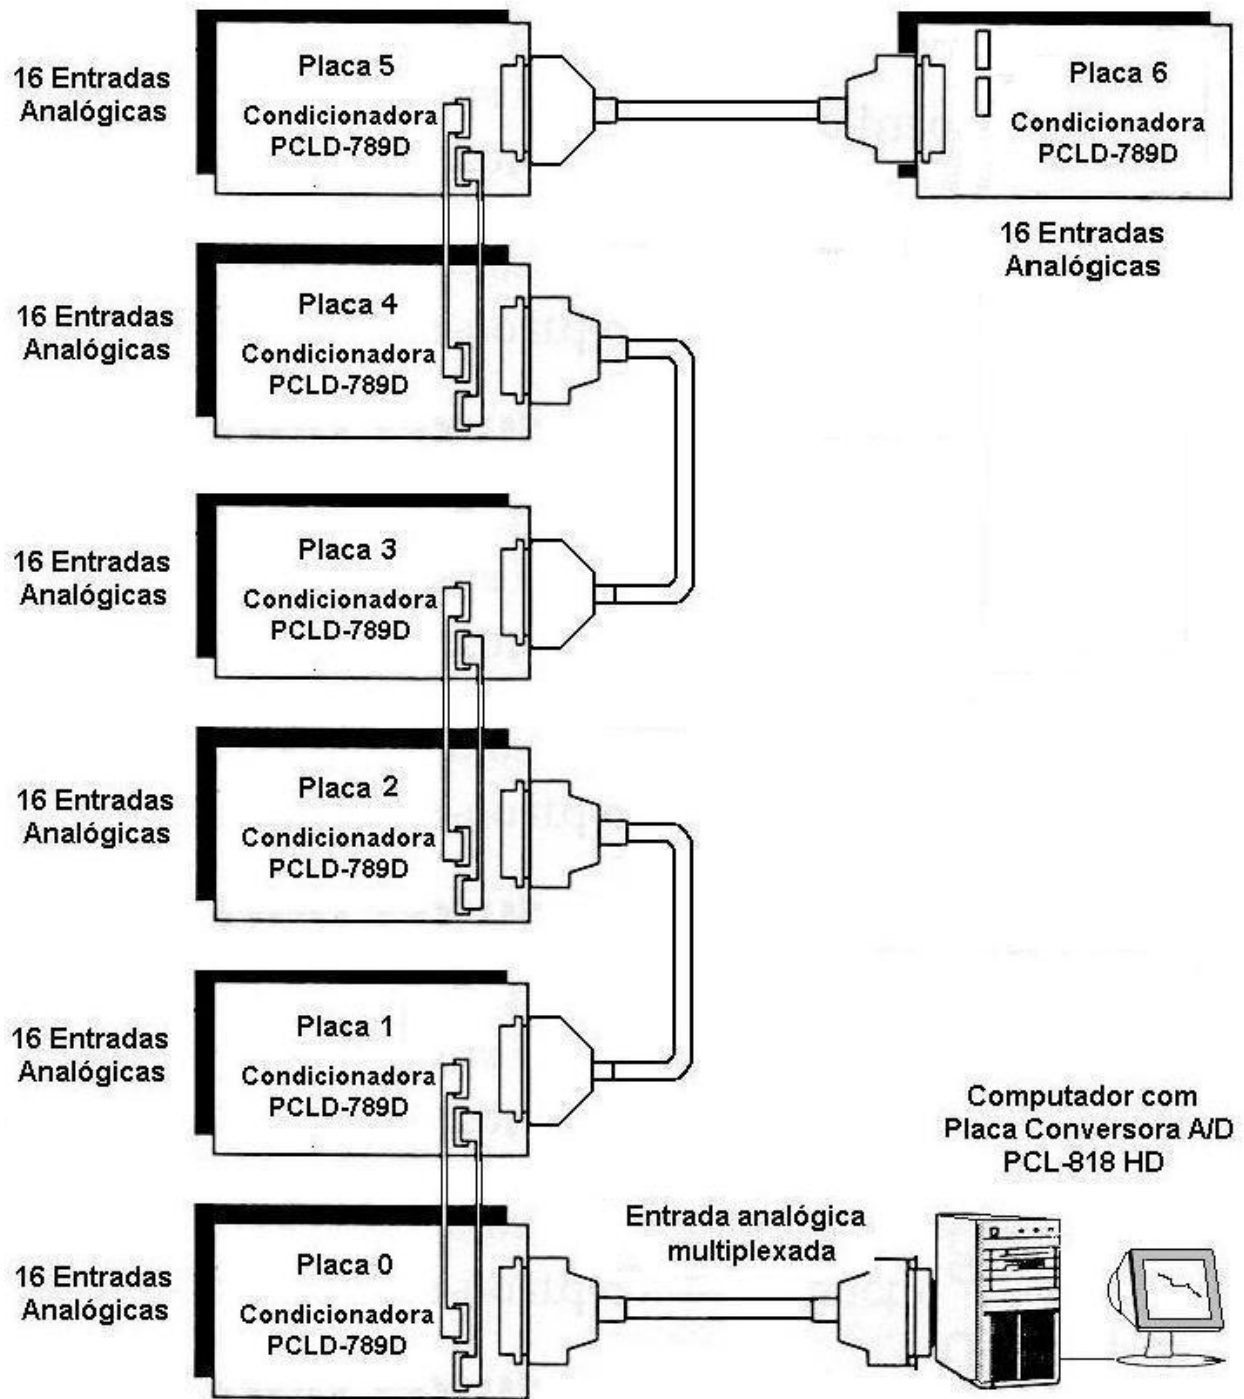 16 Entradas
Analógicas
Placa 5
Condicionadora
PCLD-789D
Placa 6
Condicionadora
PCLD-789D
16 Entradas
Analógicas
16 Entradas
Analógicas
Placa 4
Condicionadora
PCLD-789D
16 Entradas
Analógicas
Placa 3
Condicionadora
PCLD-789D
16 Entradas
Analógicas
Placa 2
Condicionadora
PCLD-789D
16 Entradas
Analógicas
Placa 1
Condicionadora
PCLD-789D
Computador com
Placa Conversora A/D
PCL-818 HD
Entrada analógica
multiplexada
16 Entradas
Analógicas
Placa 0
Condicionadora
PCLD-789D